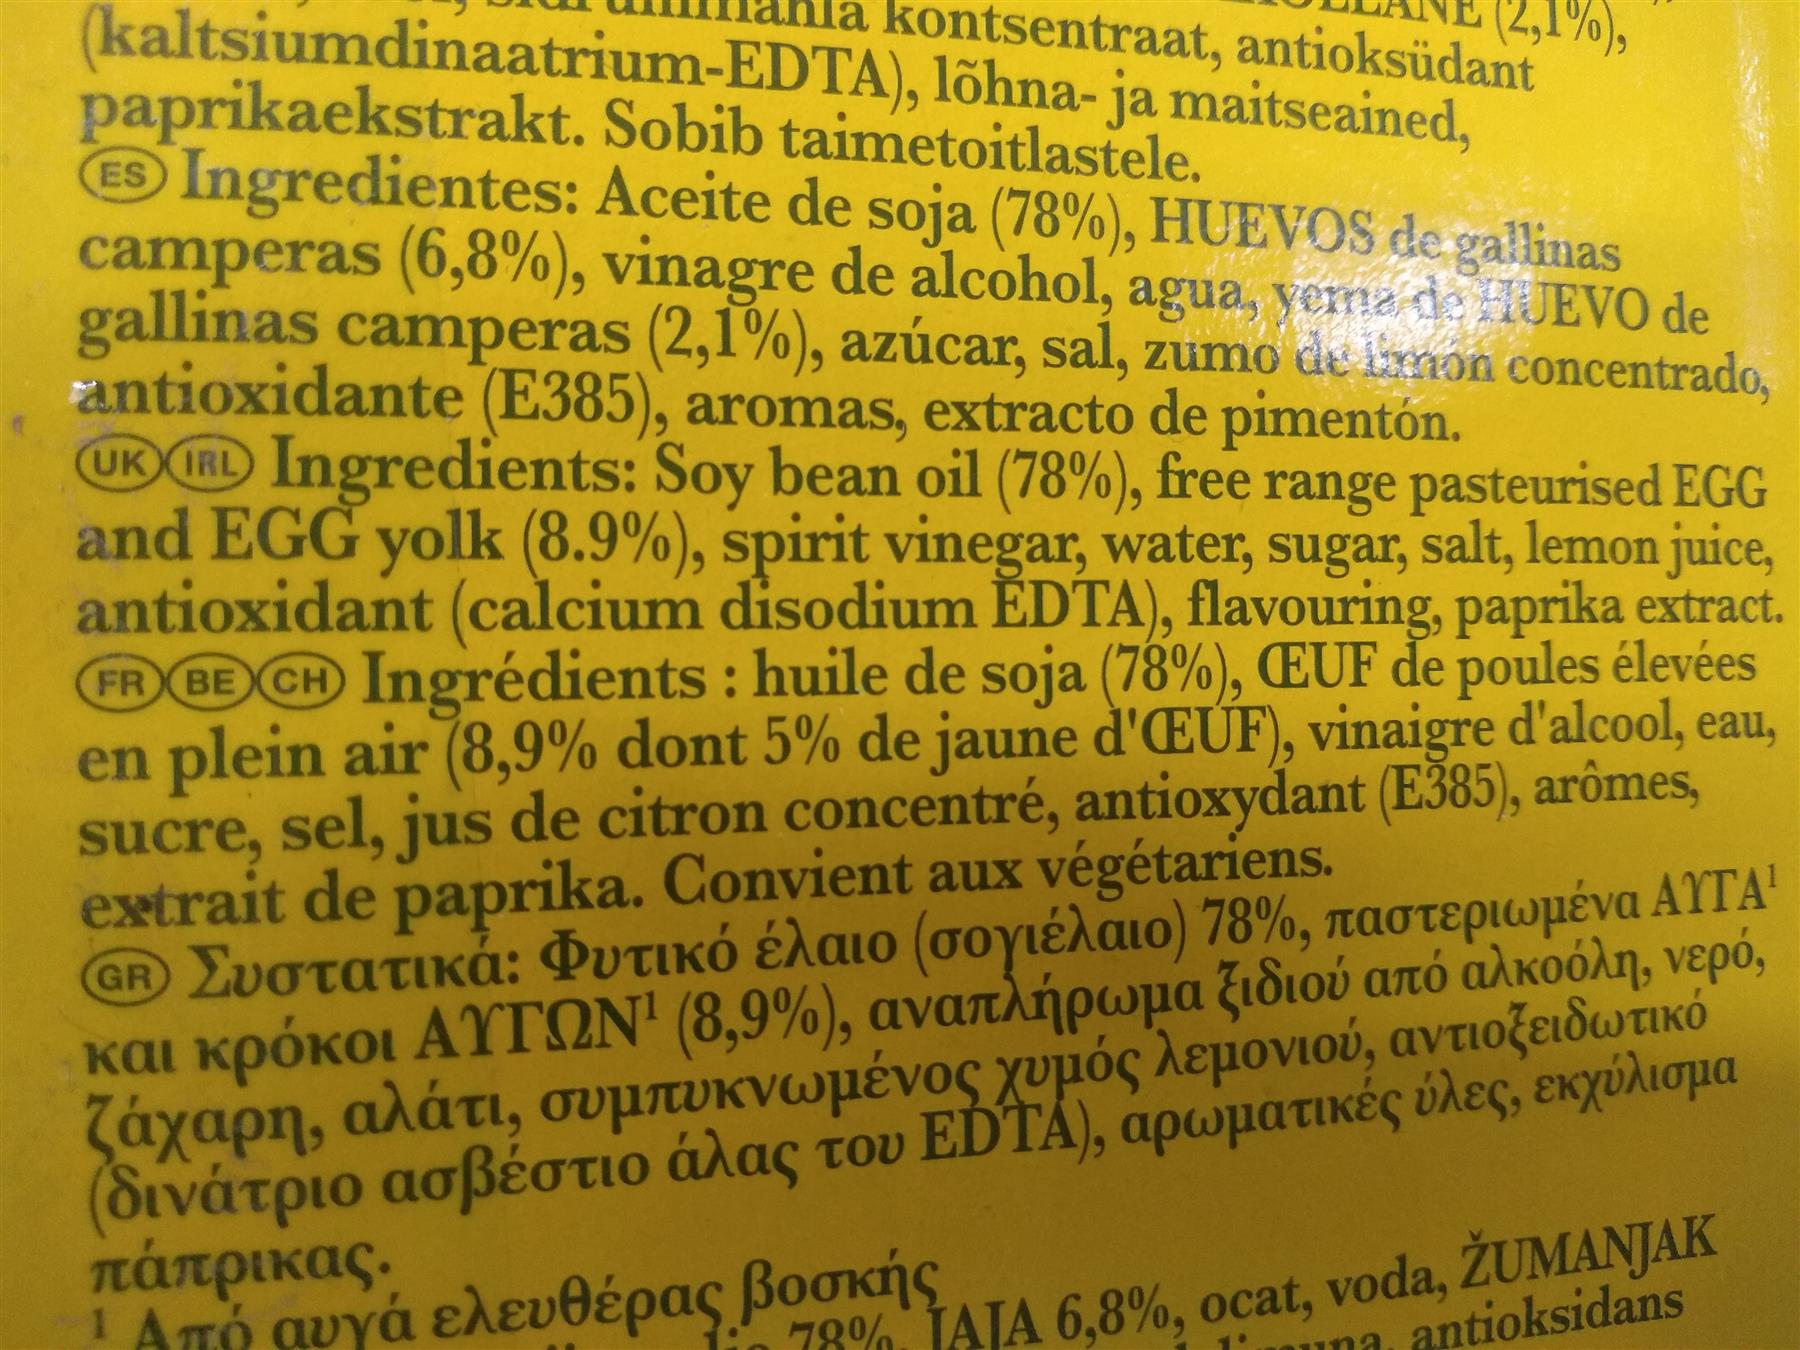 kontsentraat, antioksüdant (2,1%),
(kaltsiumdinaatrium-EDTA), lõhna- ja maitseained,
paprikaekstrakt. Sobib taimetoitlastele.
ES Ingredientes: Aceite de soja (78%), HUEVOS de gallinas
camperas (6,8%), vinagre de alcohol, agua, yema de HUEVO de
gallinas camperas (2,1%), azúcar, sal, zumo de limón concentrado,
antioxidante (E385), aromas, extracto de pimentón.
UK IRL Ingredients: Soy bean oil (78%), free range pasteurised EGG
and EGG yolk (8.9%), spirit vinegar, water, sugar, salt, lemon juice,
antioxidant (calcium disodium EDTA), flavouring, paprika extract.
FR BE CH Ingrédients : huile de soja (78%), ŒUF de poules élevées
en plein air (8,9% dont 5% de jaune d'ŒUF), vinaigre d'alcool, eau,
sucre, sel, jus de citron concentré, antioxydant (E385), arômes,
extrait de paprika. Convient aux végétariens.
GR Συστατικά: Φυτικό έλαιο (σογιέλαιο) 78%, παστεριωμένα ΑΥΓΑ¹
και κρόκοι ΑΥΓΩΝ¹ (8,9%), αναπλήρωμα ξιδιού από αλκοόλη, νερό,
ζάχαρη, αλάτι, συμπυκνωμένος χυμός λεμονιού, αντιοξειδωτικό
(δινάτριο ασβέστιο άλας του EDTA), αρωματικές ύλες, εκχύλισμα
πάπρικας.
¹ Από αυγά ελευθέρας βοσκής
78%, JAJA 6,8%, ocat, voda, ŽUMANJAK
antioksidans